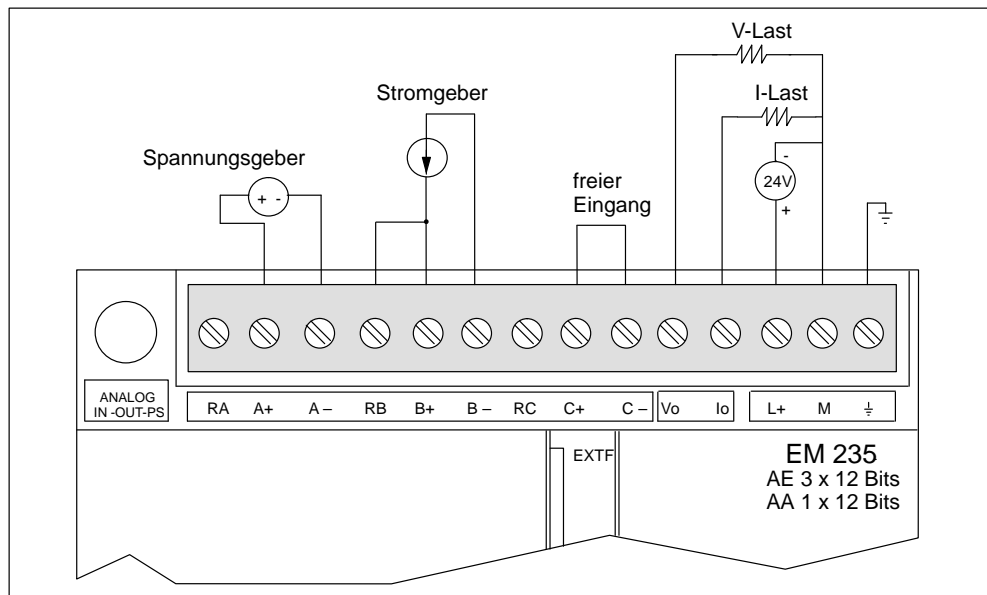 V-Last
I-Last
Stromgeber
Spannungsgeber
+ -
freier
Eingang
-
24V
+
ANALOG
IN -OUT-PS
RA A+ A – RB B+ B – RC C+ C – Vo Io L+ M
EXTF
EM 235
AE 3 x 12 Bits
AA 1 x 12 Bits